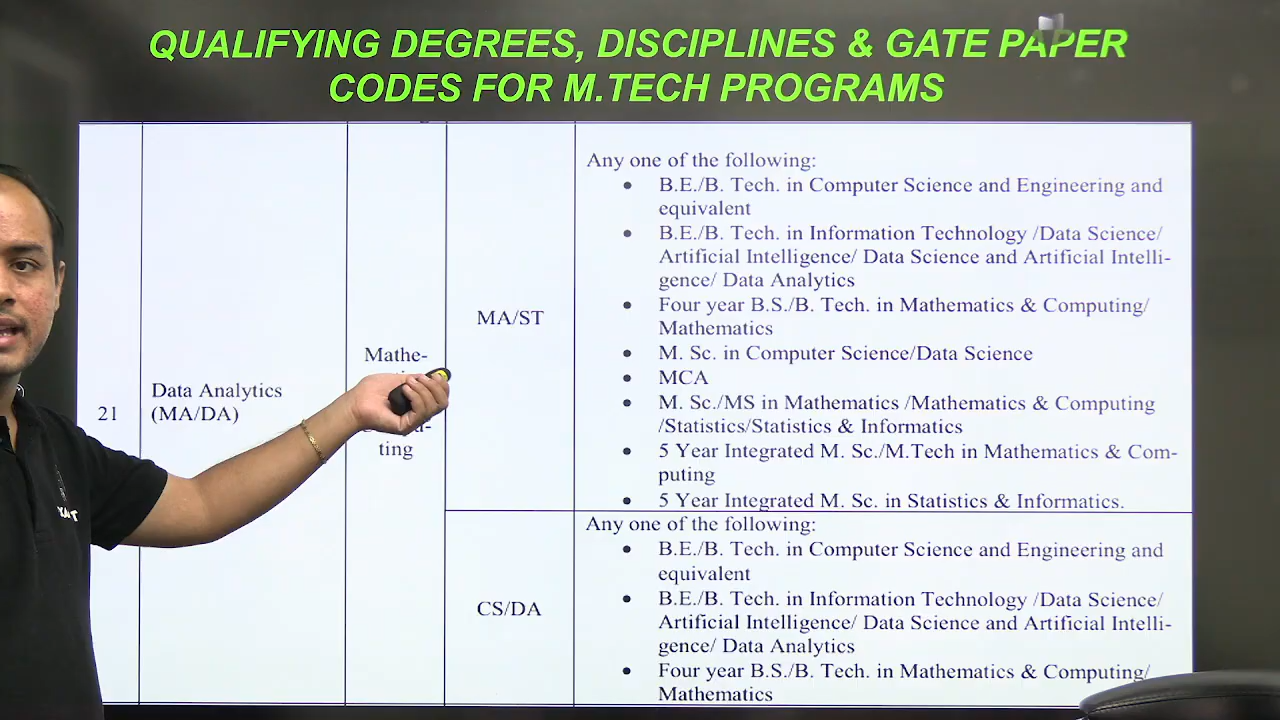 QUALIFYING DEGREES, DISCIPLINES & GATE PAPER
CODES FOR M.TECH PROGRAMS
21
Data Analytics
(MA/DA)
Mathe-
ting
MA/ST
Any one of the following:
• B.E./B. Tech. in Computer Science and Engineering and
equivalent
• B.E./B. Tech. in Information Technology /Data Science/
Artificial Intelligence/ Data Science and Artificial Intelli-
gence/ Data Analytics
• Four year B.S./B. Tech. in Mathematics & Computing/
Mathematics
• M. Sc. in Computer Science/Data Science
• MCA
• M. Sc./MS in Mathematics /Mathematics & Computing
/Statistics/Statistics & Informatics
• 5 Year Integrated M. Sc./M.Tech in Mathematics & Com-
puting
• 5 Year Integrated M. Sc. in Statistics & Informatics.
CS/DA
Any one of the following:
• B.E./B. Tech. in Computer Science and Engineering and
equivalent
• B.E./B. Tech. in Information Technology /Data Science/
Artificial Intelligence/ Data Science and Artificial Intelli-
gence/ Data Analytics
• Four year B.S./B. Tech. in Mathematics & Computing/
Mathematics